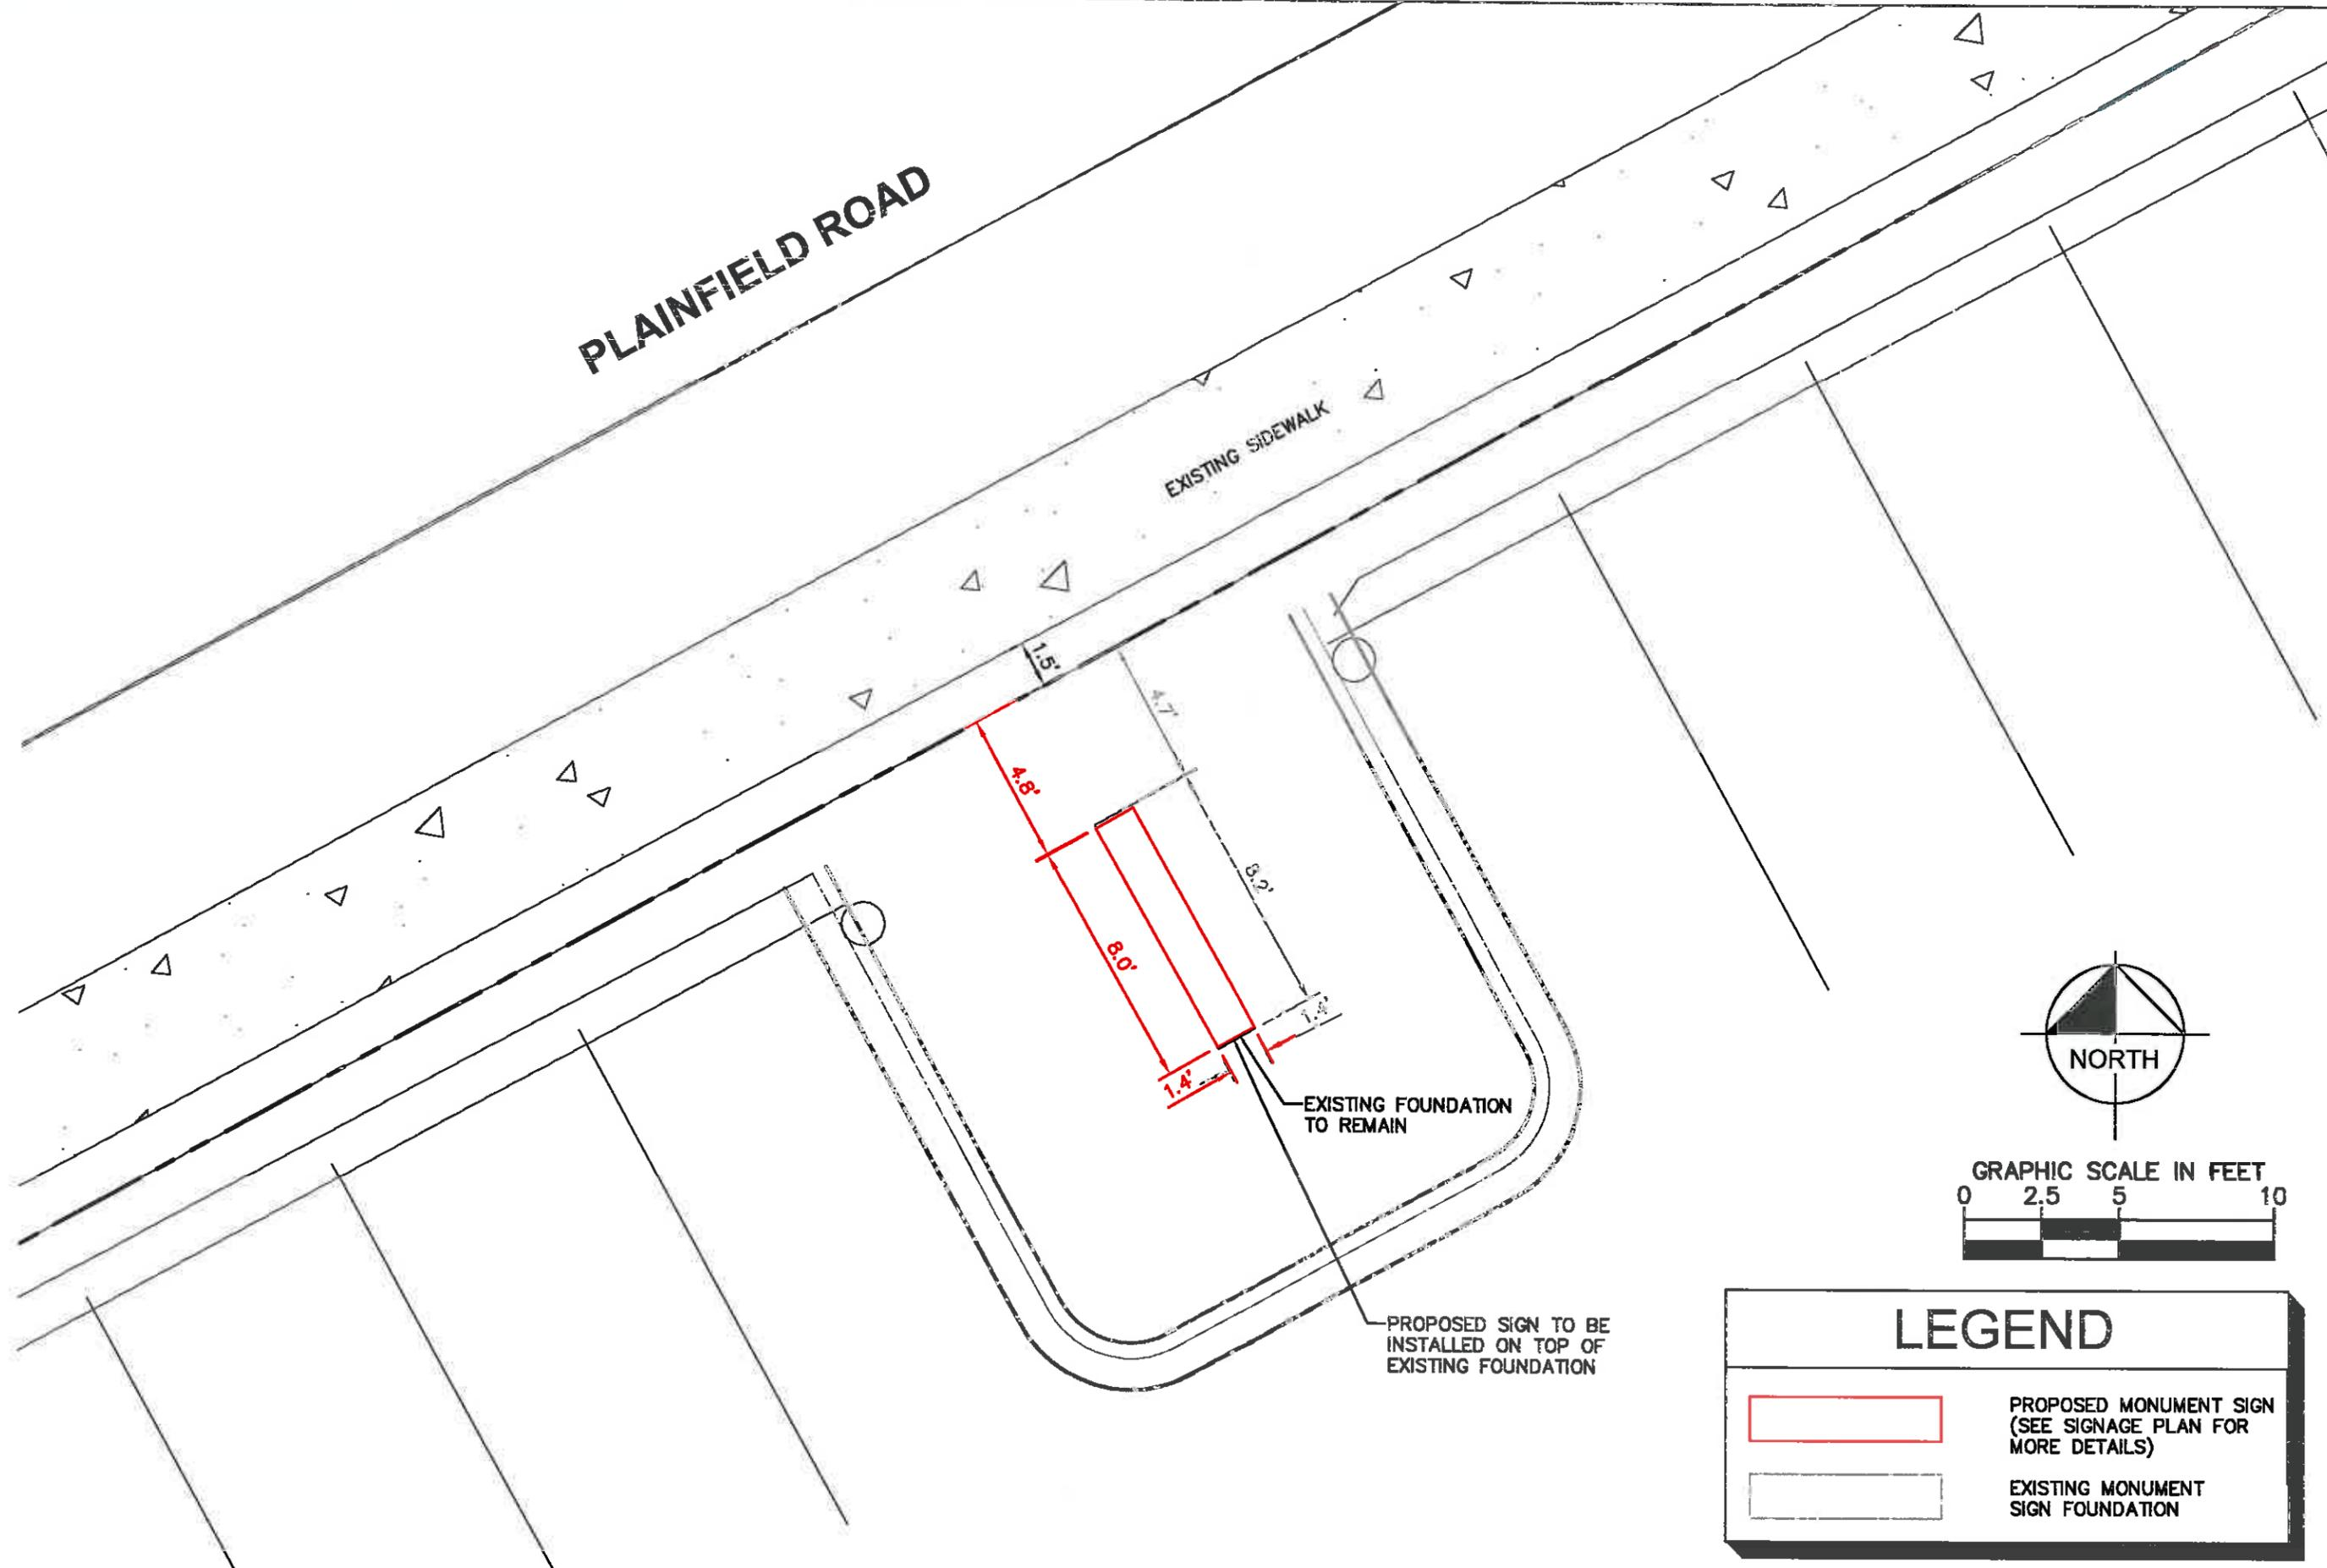 PLAINFIELD ROAD
EXISTING SIDEWALK
1.5'
4.7'
4.8'
8.2'
8.0'
1.4'
1.4'
EXISTING FOUNDATION
TO REMAIN
NORTH
GRAPHIC SCALE IN FEET
0 2.5 5 10
PROPOSED SIGN TO BE
INSTALLED ON TOP OF
EXISTING FOUNDATION
LEGEND
PROPOSED MONUMENT SIGN
(SEE SIGNAGE PLAN FOR
MORE DETAILS)
EXISTING MONUMENT
SIGN FOUNDATION